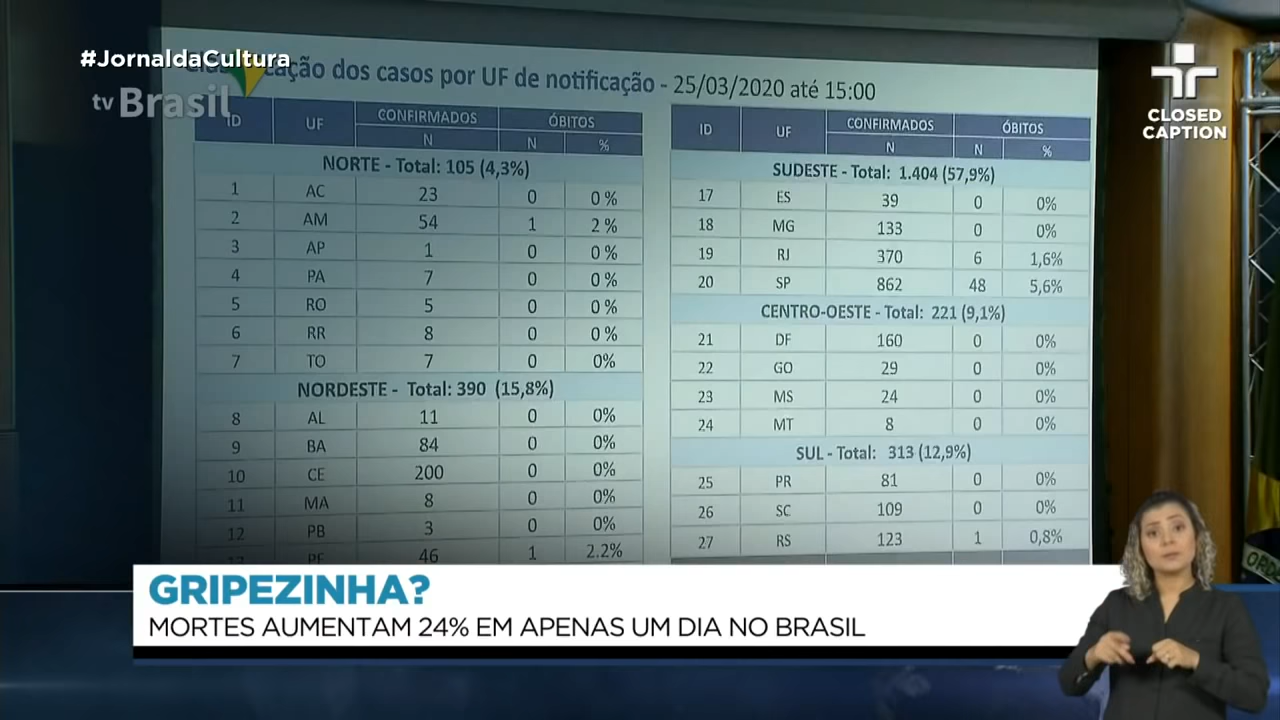 #JornaldaCultura
tv Brasil
CLOSED
CAPTION
dos casos por UF de notificação - 25/03/2020 até 15:00
ID UF CONFIRMADOS ÓBITOS
N N %
NORTE - Total: 105 (4,3%)
1 AC 23 0 0 %
2 AM 54 1 2 %
3 AP 1 0 0 %
4 PA 7 0 0 %
5 RO 5 0 0 %
6 RR 8 0 0 %
7 TO 7 0 0%
NORDESTE - Total: 390 (15,8%)
8 AL 11 0 0%
9 BA 84 0 0%
10 CE 200 0 0%
11 MA 8 0 0%
12 PB 3 0 0%
46 1 2.2%
ID UF CONFIRMADOS ÓBITOS
N N %
SUDESTE - Total: 1.404 (57,9%)
17 ES 39 0 0%
18 MG 133 0 0%
19 RJ 370 6 1,6%
20 SP 862 48 5,6%
CENTRO-OESTE - Total: 221 (9,1%)
21 DF 160 0 0%
22 GO 29 0 0%
23 MS 24 0 0%
24 MT 8 0 0%
SUL - Total: 313 (12,9%)
25 PR 81 0 0%
26 SC 109 0 0%
27 RS 123 1 0,8%
GRIPEZINHA?
MORTES AUMENTAM 24% EM APENAS UM DIA NO BRASIL